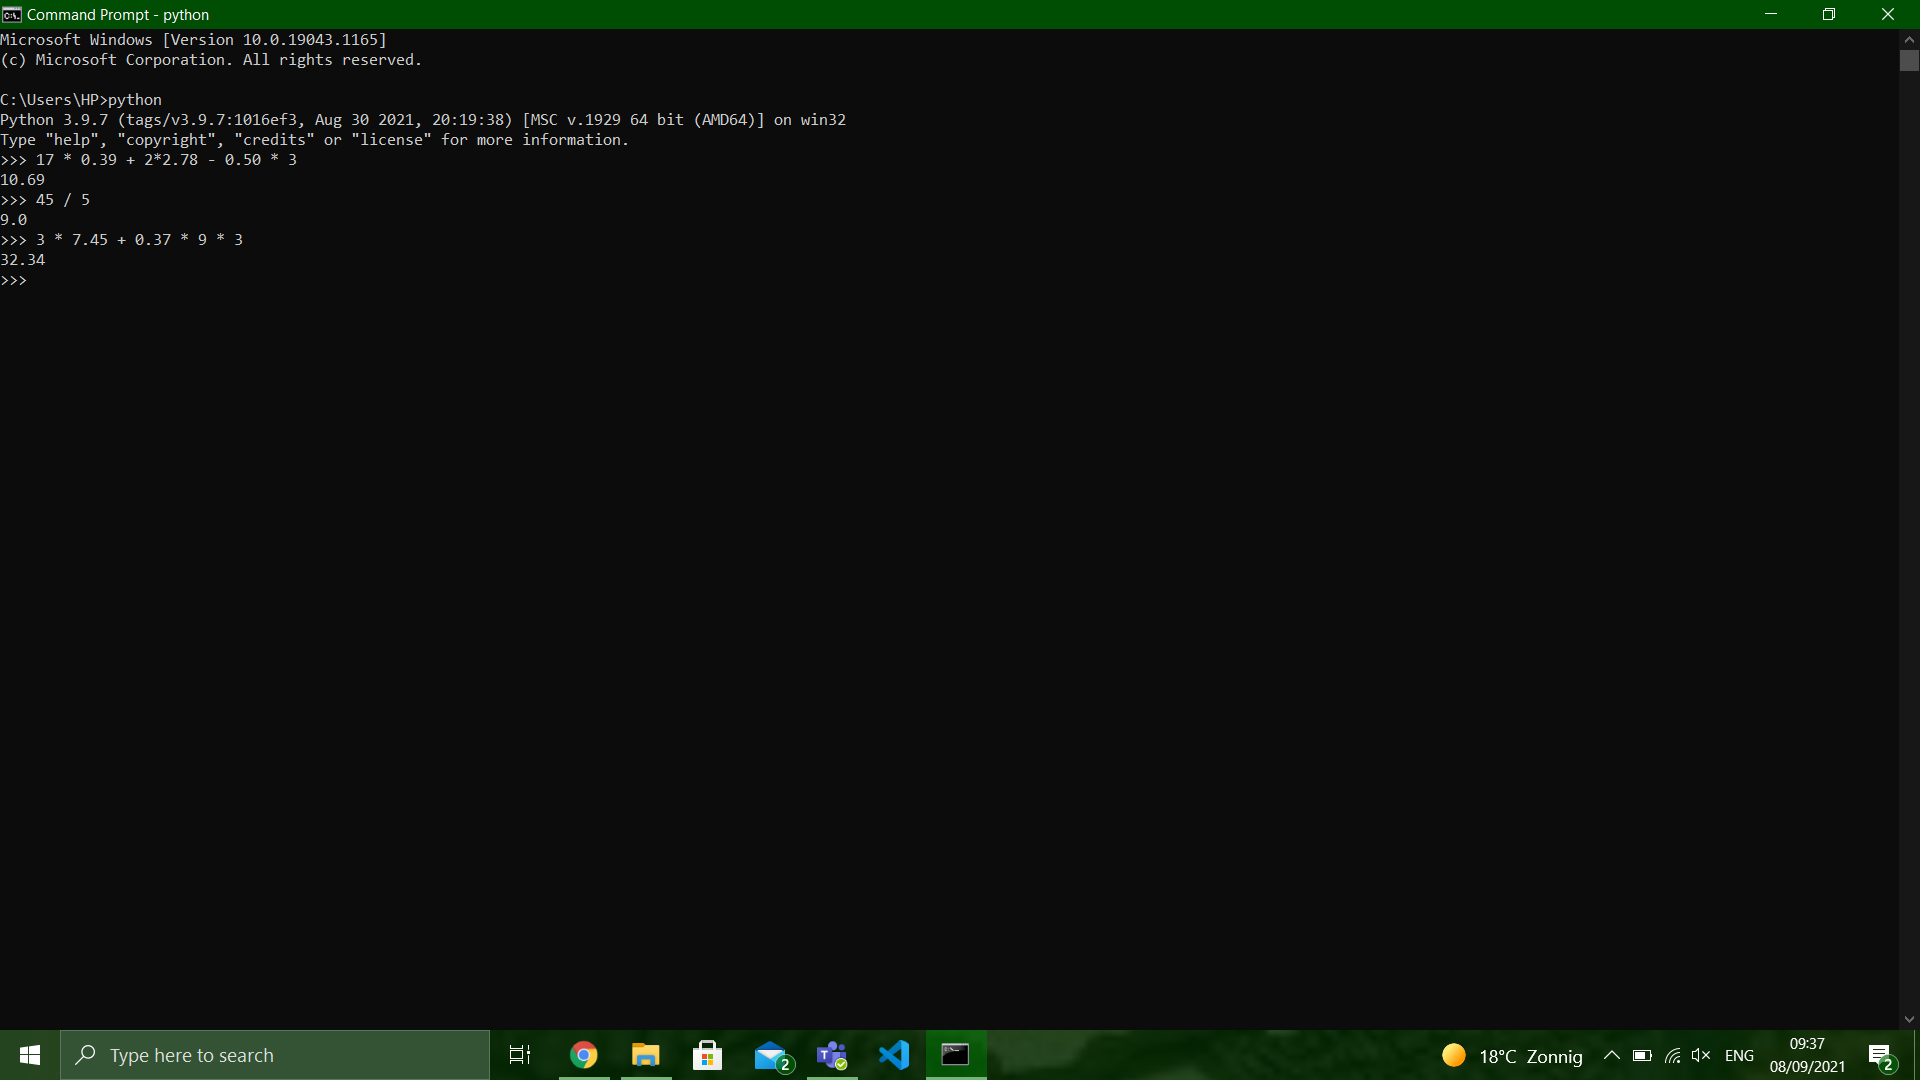 Command Prompt - python
Microsoft Windows [Version 10.0.19043.1165]
(c) Microsoft Corporation. All rights reserved.
C:\Users\HP>python
Python 3.9.7 (tags/v3.9.7:1016ef3, Aug 30 2021, 20:19:38) [MSC v.1929 64 bit (AMD64)] on win32
Type "help", "copyright", "credits" or "license" for more information.
>>> 17 * 0.39 + 2*2.78 - 0.50 * 3
10.69
>>> 45 / 5
9.0
>>> 3 * 7.45 + 0.37 * 9 * 3
32.34
>>>
Type here to search
2
18°C Zonnig
ENG
09:37
08/09/2021
2